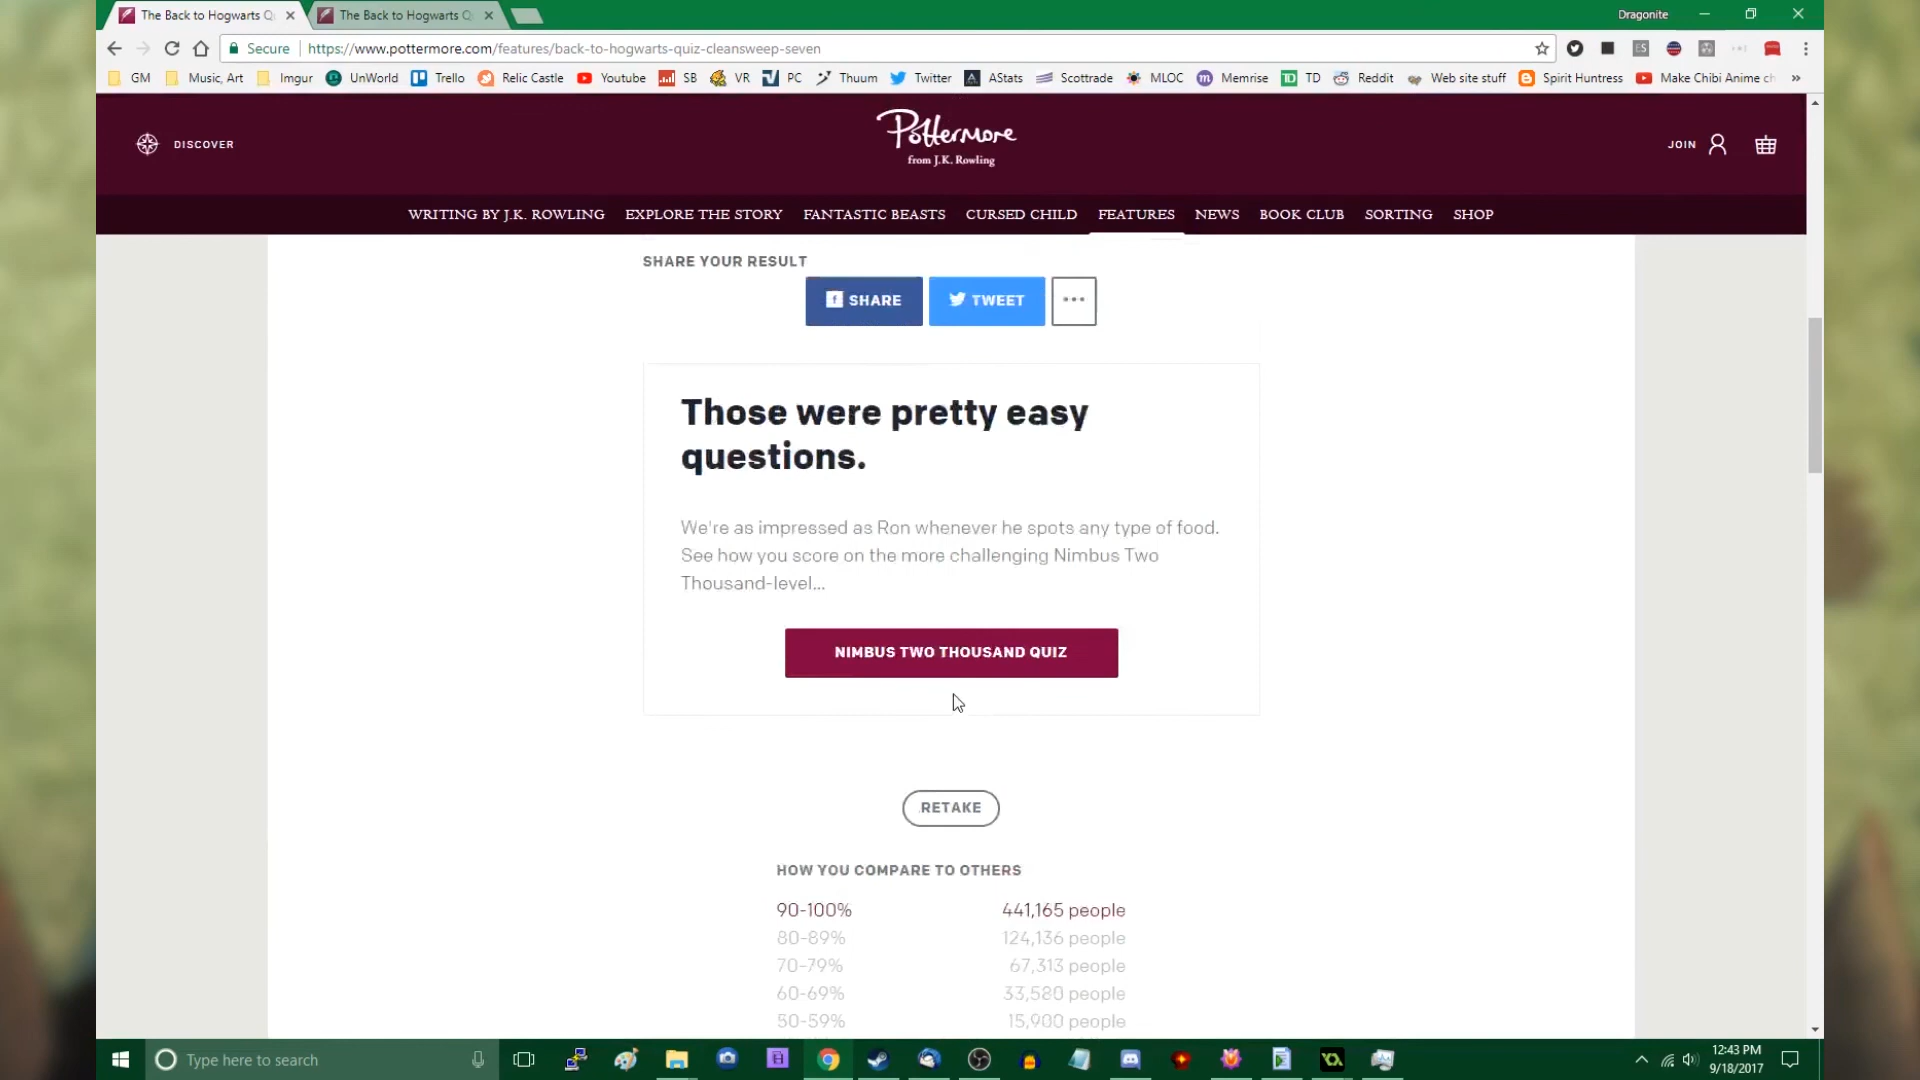 The Back to Hogwarts Q
The Back to Hogwarts Q
Dragonite
Secure
https://www.pottermore.com/features/back-to-hogwarts-quiz-cleansweep-seven
GM
Music, Art
Imgur
UnWorld
Trello
Relic Castle
Youtube
SB
VR
PC
Thuum
Twitter
AStats
Scottrade
MLOC
Memrise
TD
Reddit
Web site stuff
Spirit Huntress
Make Chibi Anime ch
»
DISCOVER
Pottermore
from J.K. Rowling
JOIN
WRITING BY J.K. ROWLING
EXPLORE THE STORY
FANTASTIC BEASTS
CURSED CHILD
FEATURES
NEWS
BOOK CLUB
SORTING
SHOP
SHARE YOUR RESULT
SHARE
TWEET
Those were pretty easy
questions.
We're as impressed as Ron whenever he spots any type of food.
See how you score on the more challenging Nimbus Two
Thousand-level...
NIMBUS TWO THOUSAND QUIZ
RETAKE
HOW YOU COMPARE TO OTHERS
90-100% 441,165 people
80-89% 124,136 people
70-79% 67,313 people
60-69% 33,580 people
50-59% 15,900 people
Type here to search
12:43 PM
9/18/2017